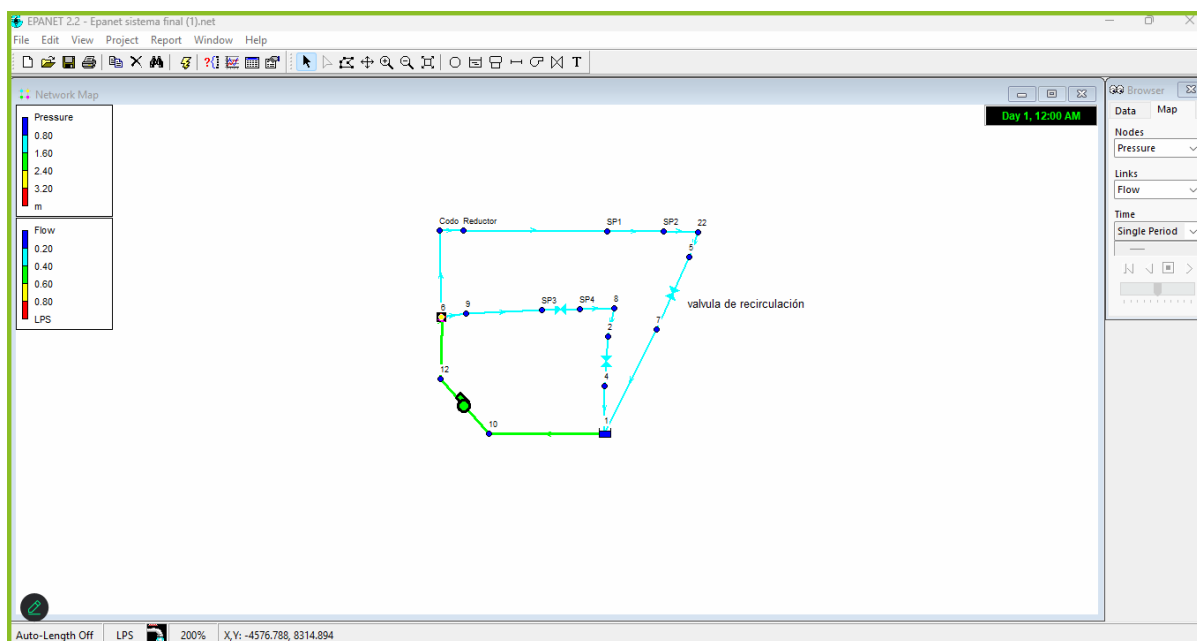 EPANET 2.2 - Epanet sistema final (1).net
File Edit View Project Report Window Help
T
Network Map
Day 1, 12:00 AM
Pressure
0.80
1.60
2.40
3.20
m
Flow
0.20
0.40
0.60
0.80
LPS
Codo Reductor SP1 SP2 22
5
valvula de recirculación
6 9 SP3 SP4 8
2 7
12
4
10 1
Browser
Data Map
Nodes
Pressure
Links
Flow
Time
Single Period
Auto-Length Off LPS 200% X,Y: -4576.788, 8314.894